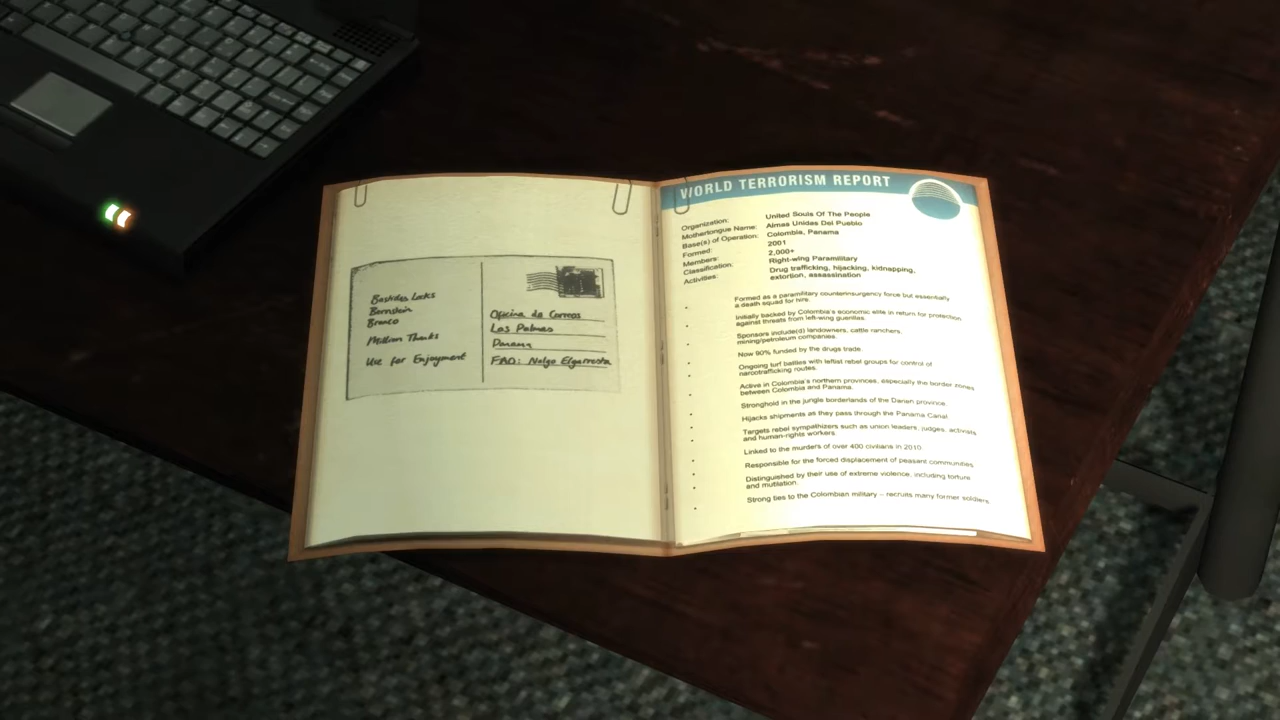 Bastides Locks
Bernstein
Branco
Million Thanks
Use for Enjoyment
Oficina de Correos
Las Palmas
Panama
FAO: Nalgo Elgarresta
WORLD TERRORISM REPORT
Organization: United Souls Of The People
Mothertongue Name: Almas Unidas Del Pueblo
Base(s) of Operation: Colombia, Panama
Formed: 2001
Members: 2,000+
Classification: Right-wing Paramilitary
Activities: Drug trafficking, hijacking, kidnapping,
extortion, assassination
Formed as a paramilitary counterinsurgency force but essentially
a death squad for hire.
Initially backed by Colombia's economic elite in return for protection
against threats from left-wing guerillas.
Sponsors include(d) landowners, cattle ranchers,
mining/petroleum companies.
Now 90% funded by the drugs trade.
Ongoing turf battles with leftist rebel groups for control of
narcotrafficking routes.
Active in Colombia's northern provinces, especially the border zones
between Colombia and Panama.
Stronghold in the jungle borderlands of the Darien province.
Hijacks shipments as they pass through the Panama Canal.
Targets rebel sympathizers such as union leaders, judges, activists
and human-rights workers.
Linked to the murders of over 400 civilians in 2010
Responsible for the forced displacement of peasant communities
Distinguished by their use of extreme violence, including torture
and mutilation.
Strong ties to the Colombian military – recruits many former soldiers